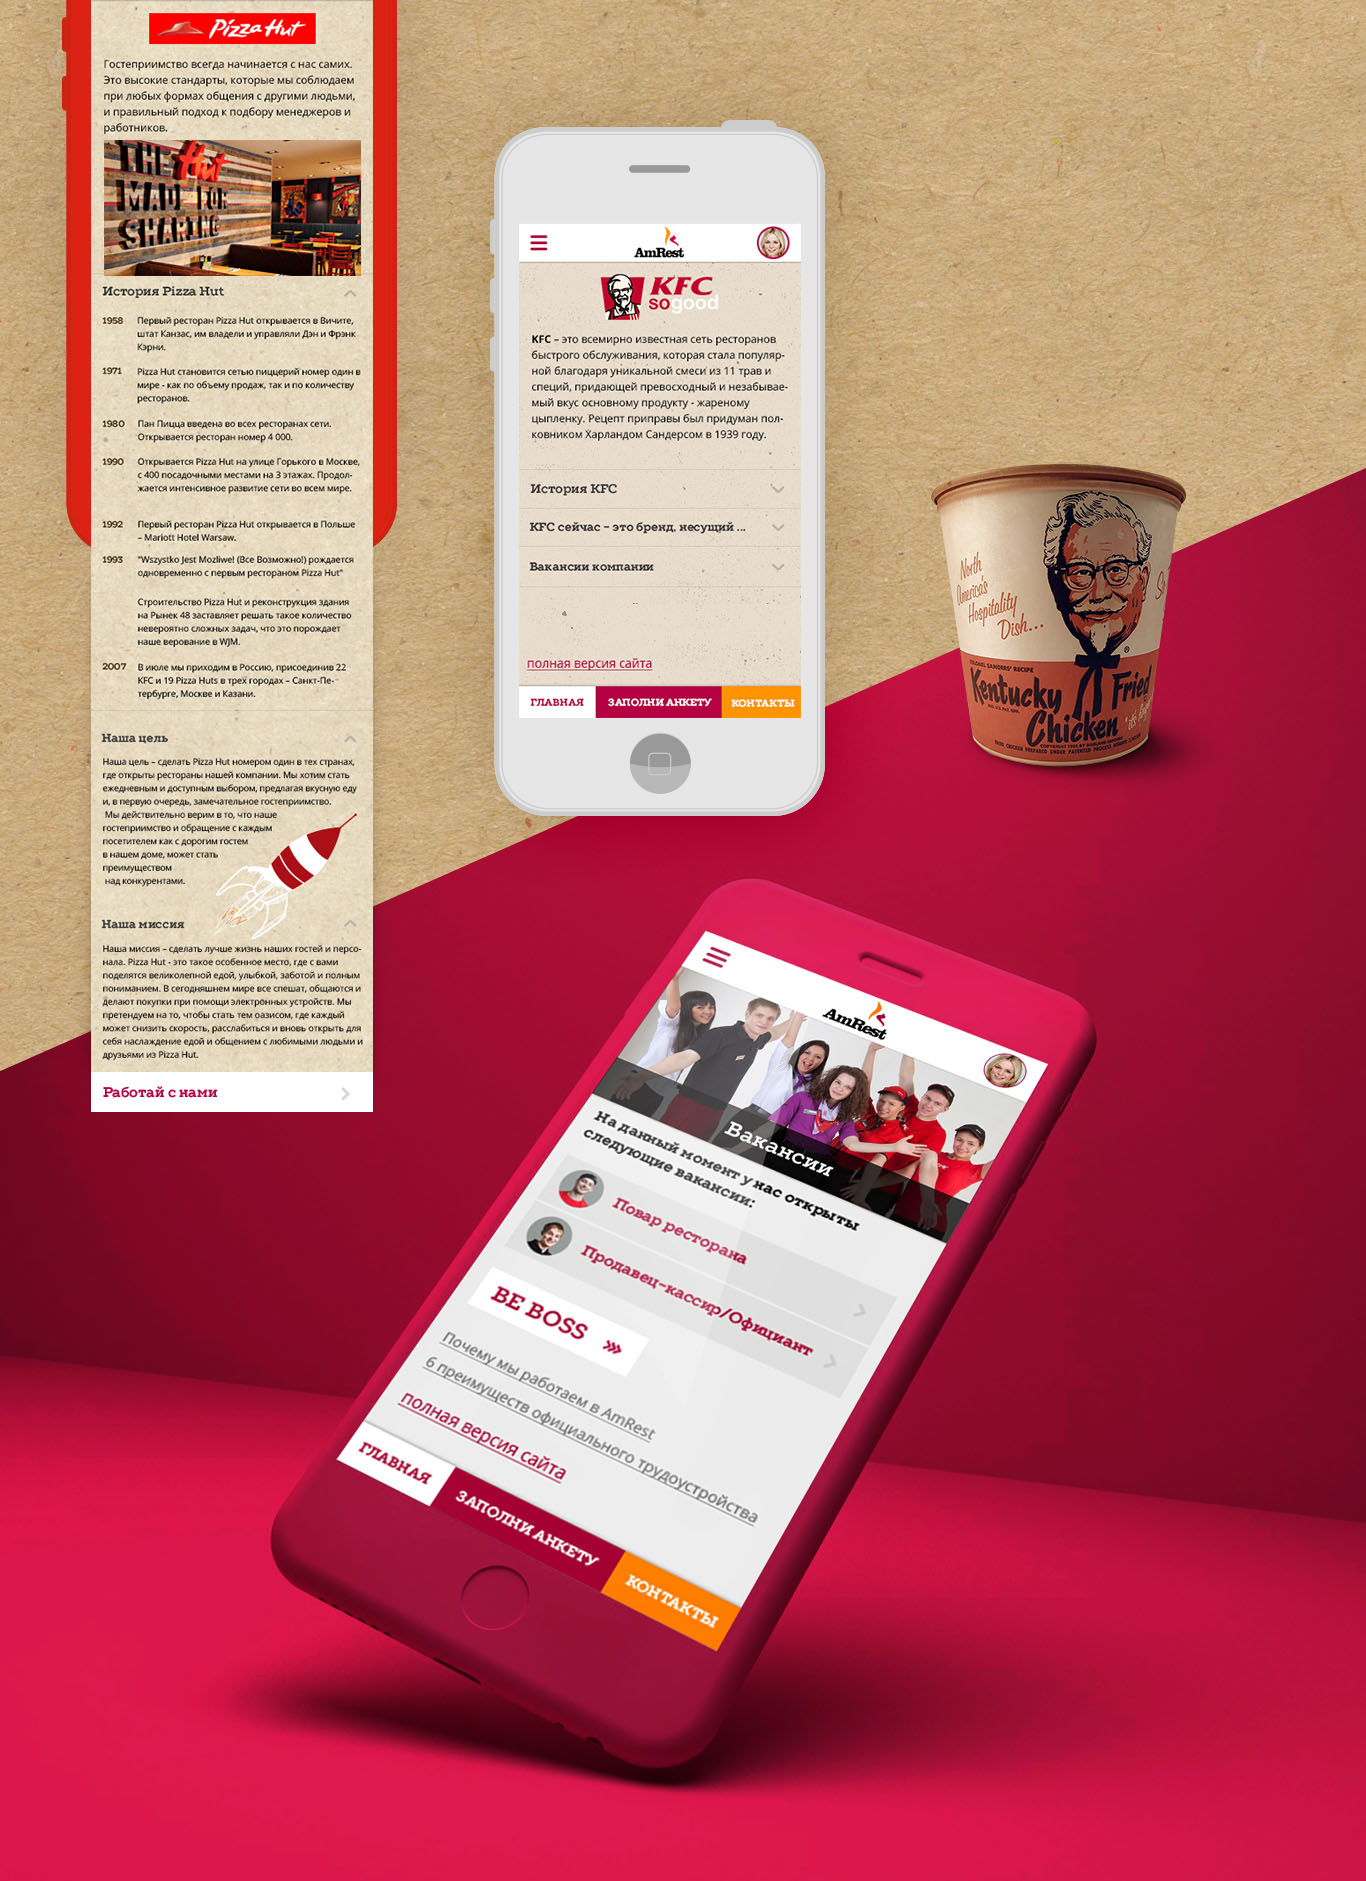 Pizza Hut
Гостеприимство всегда начинается с нас самих.
Это высокие стандарты, которые мы соблюдаем
при любых формах общения с другими людьми,
и правильный подход к подбору менеджеров и
работников.
THE Hut
MADE FOR
SHARING
История Pizza Hut
1958 Первый ресторан Pizza Hut открывается в Вичите,
штат Канзас, им владели и управляли Дэн и Фрэнк
Кэрни.
1971 Pizza Hut становится сетью пиццерий номер один в
мире - как по объему продаж, так и по количеству
ресторанов.
1980 Пан Пицца введена во всех ресторанах сети.
Открывается ресторан номер 4 000.
1990 Открывается Pizza Hut на улице Горького в Москве,
с 400 посадочными местами на 3 этажах. Продол-
жается интенсивное развитие сети во всем мире.
1992 Первый ресторан Pizza Hut открывается в Польше
– Mariott Hotel Warsaw.
1993 "Wszystko Jest Mozliwe! (Все Возможно!) рождается
одновременно с первым рестораном Pizza Hut"
Строительство Pizza Hut и реконструкция здания
на Рынек 48 заставляет решать такое количество
невероятно сложных задач, что это порождает
наше верование в WJM.
2007 В июле мы приходим в Россию, присоединив 22
KFC и 19 Pizza Huts в трех городах – Санкт-Пе-
тербурге, Москве и Казани.
Наша цель
Наша цель – сделать Pizza Hut номером один в тех странах,
где открыты рестораны нашей компании. Мы хотим стать
ежедневным и доступным выбором, предлагая вкусную еду
и, в первую очередь, замечательное гостеприимство.
Мы действительно верим в то, что наше
гостеприимство и обращение с каждым
посетителем как с дорогим гостем
в нашем доме, может стать
преимуществом
над конкурентами.
Наша миссия
Наша миссия – сделать лучше жизнь наших гостей и персо-
нала. Pizza Hut - это такое особенное место, где с вами
поделятся великолепной едой, улыбкой, заботой и полным
пониманием. В сегодняшнем мире все спешат, общаются и
делают покупки при помощи электронных устройств. Мы
претендуем на то, чтобы стать тем оазисом, где каждый
может снизить скорость, расслабиться и вновь открыть для
себя наслаждение едой и общением с любимыми людьми и
друзьями из Pizza Hut.
Работай с нами
AmRest
KFC
so good
KFC – это всемирно известная сеть ресторанов
быстрого обслуживания, которая стала популяр-
ной благодаря уникальной смеси из 11 трав и
специй, придающей превосходный и незабывае-
мый вкус основному продукту - жареному
цыпленку. Рецепт приправы был придуман пол-
ковником Харландом Сандерсом в 1939 году.
История KFC
KFC сейчас – это бренд, несущий ...
Вакансии компании
полная версия сайта
ГЛАВНАЯ ЗАПОЛНИ АНКЕТУ КОНТАКТЫ
North
America's
Hospitality
Dish...
COLONEL SANDERS' RECIPE
Kentucky Fried
Chicken
AmRest
Вакансии
На данный момент у нас открыты
следующие вакансии:
Повар ресторана
Продавец-кассир/Официант
BE BOSS
Почему мы работаем в AmRest
6 преимуществ официального трудоустройства
полная версия сайта
ГЛАВНАЯ ЗАПОЛНИ АНКЕТУ КОНТАКТЫ